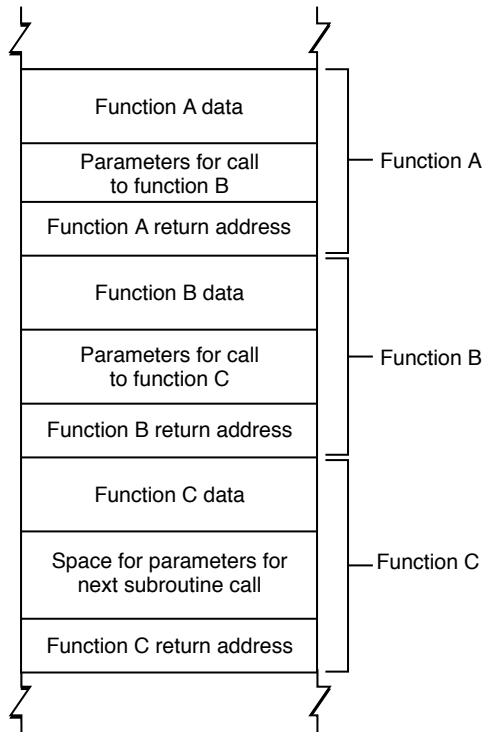 Function A data
Parameters for call
to function B
Function A return address
Function A
Function B data
Parameters for call
to function C
Function B return address
Function B
Function C data
Space for parameters for
next subroutine call
Function C return address
Function C